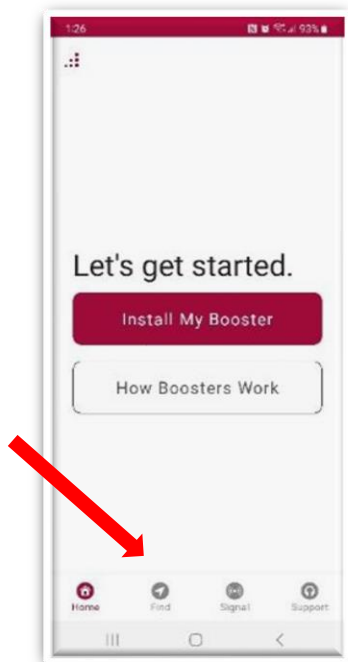 1:26 93%
Let's get started.
Install My Booster
How Boosters Work
Home Find Signal Support